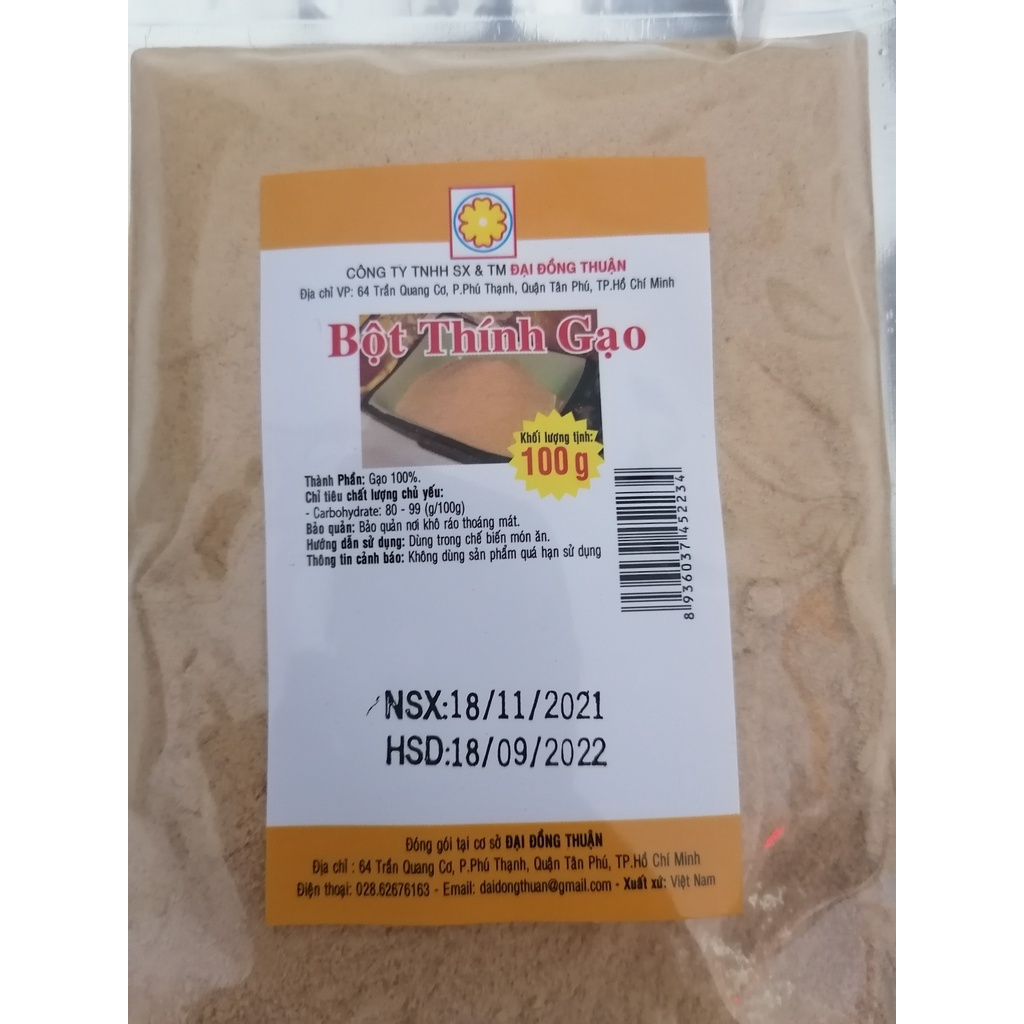 CÔNG TY TNHH SX & TM ĐẠI ĐỒNG THUẬN
Địa chỉ VP: 64 Trần Quang Cơ, P.Phú Thạnh, Quận Tân Phú, TP.Hồ Chí Minh
Bột Thính Gạo
Khối lượng tịnh:
100 g
Thành Phần: Gạo 100%.
Chỉ tiêu chất lượng chủ yếu:
- Carbohydrate: 80 - 99 (g/100g)
Bảo quản: Bảo quản nơi khô ráo thoáng mát.
Hướng dẫn sử dụng: Dùng trong chế biến món ăn.
Thông tin cảnh báo: Không dùng sản phẩm quá hạn sử dụng
8 936037 452234
NSX:18/11/2021
HSD:18/09/2022
Đóng gói tại cơ sở ĐẠI ĐỒNG THUẬN
Địa chỉ : 64 Trần Quang Cơ, P.Phú Thạnh, Quận Tân Phú, TP.Hồ Chí Minh
Điện thoại: 028.62676163 - Email: daidongthuan@gmail.com - Xuất xứ: Việt Nam